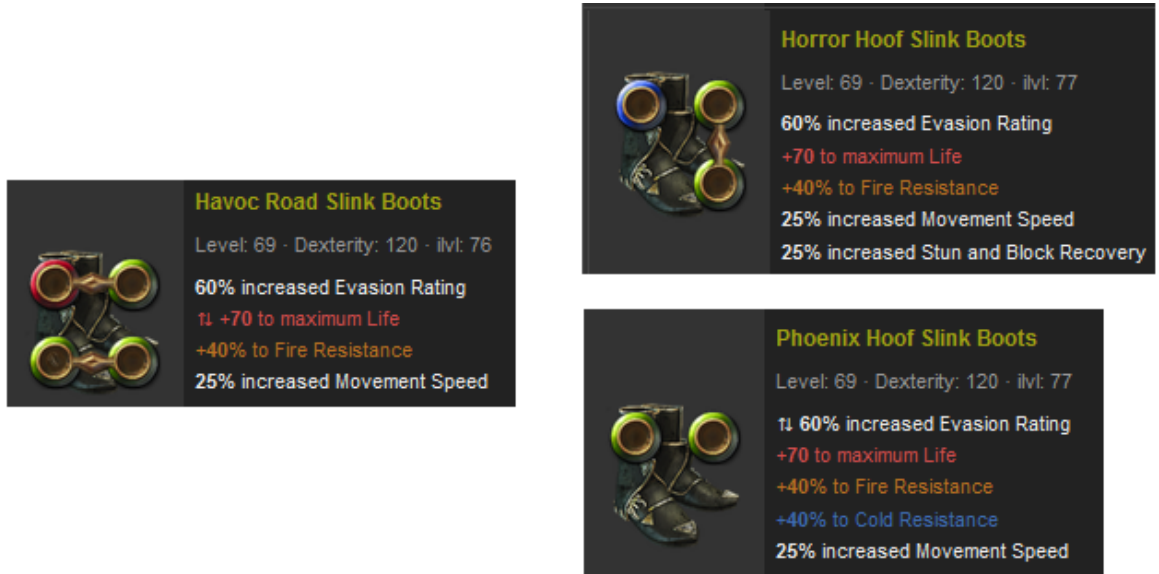 Havoc Road Slink Boots
Level: 69 · Dexterity: 120 · ilvl: 76
60% increased Evasion Rating
⇅ +70 to maximum Life
+40% to Fire Resistance
25% increased Movement Speed
Horror Hoof Slink Boots
Level: 69 · Dexterity: 120 · ilvl: 77
60% increased Evasion Rating
+70 to maximum Life
+40% to Fire Resistance
25% increased Movement Speed
25% increased Stun and Block Recovery
Phoenix Hoof Slink Boots
Level: 69 · Dexterity: 120 · ilvl: 77
⇅ 60% increased Evasion Rating
+70 to maximum Life
+40% to Fire Resistance
+40% to Cold Resistance
25% increased Movement Speed